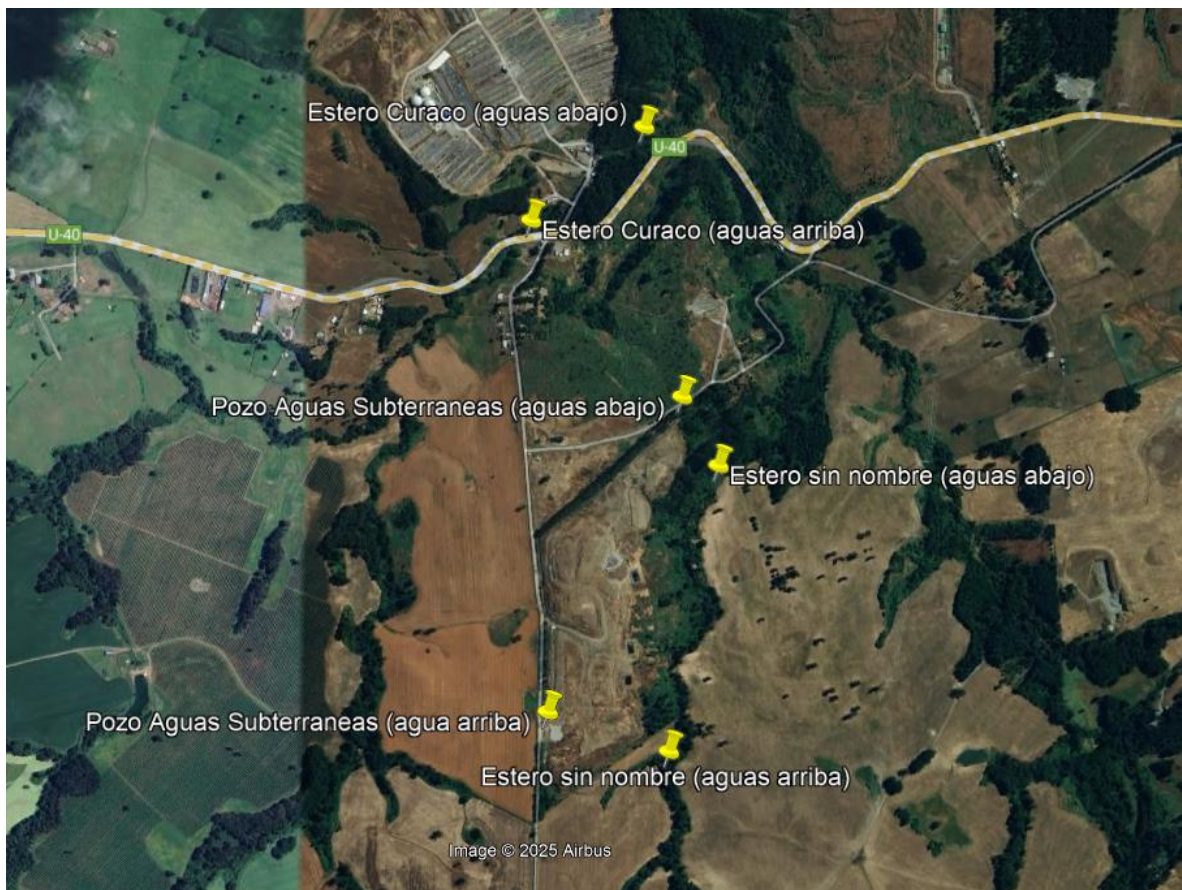 Estero Curaco (aguas abajo)
U-40
Estero Curaco (aguas arriba)
U-40
Pozo Aguas Subterraneas (aguas abajo)
Estero sin nombre (aguas abajo)
Pozo Aguas Subterraneas (agua arriba)
Estero sin nombre (aguas arriba)
Image © 2025 Airbus